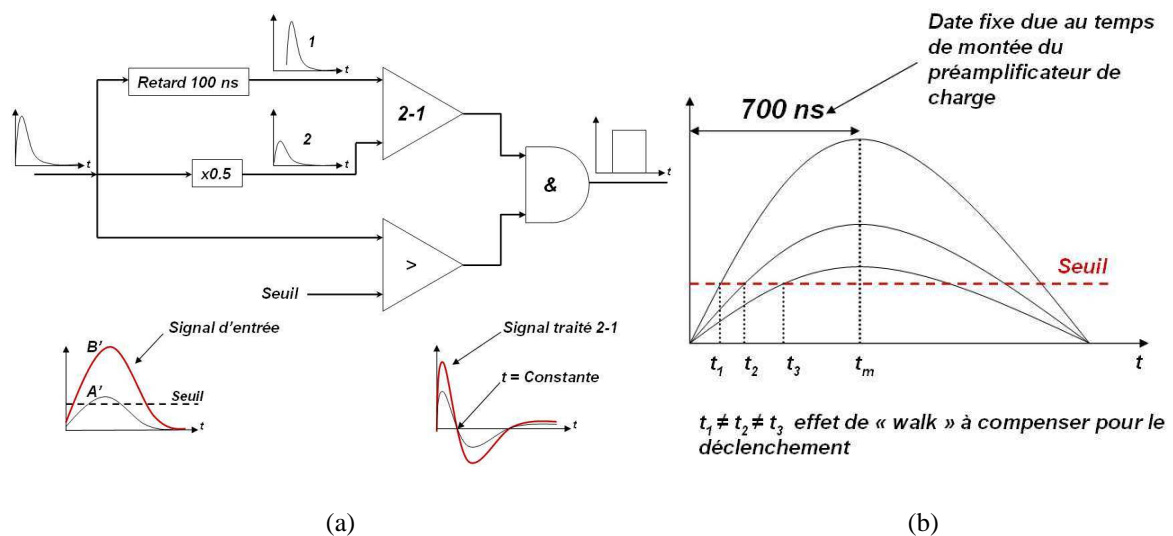 1
t
Retard 100 ns
2-1
2
t
t
x0.5
&
t
>
Seuil
Signal d'entrée
B'
A'
Seuil
t
Signal traité 2-1
t = Constante
t
(a)
Date fixe due au temps
de montée du
préamplificateur de
charge
700 ns
Seuil
t1
t2
t3
tm
t
t1 ≠ t2 ≠ t3 effet de « walk » à compenser pour le
déclenchement
(b)